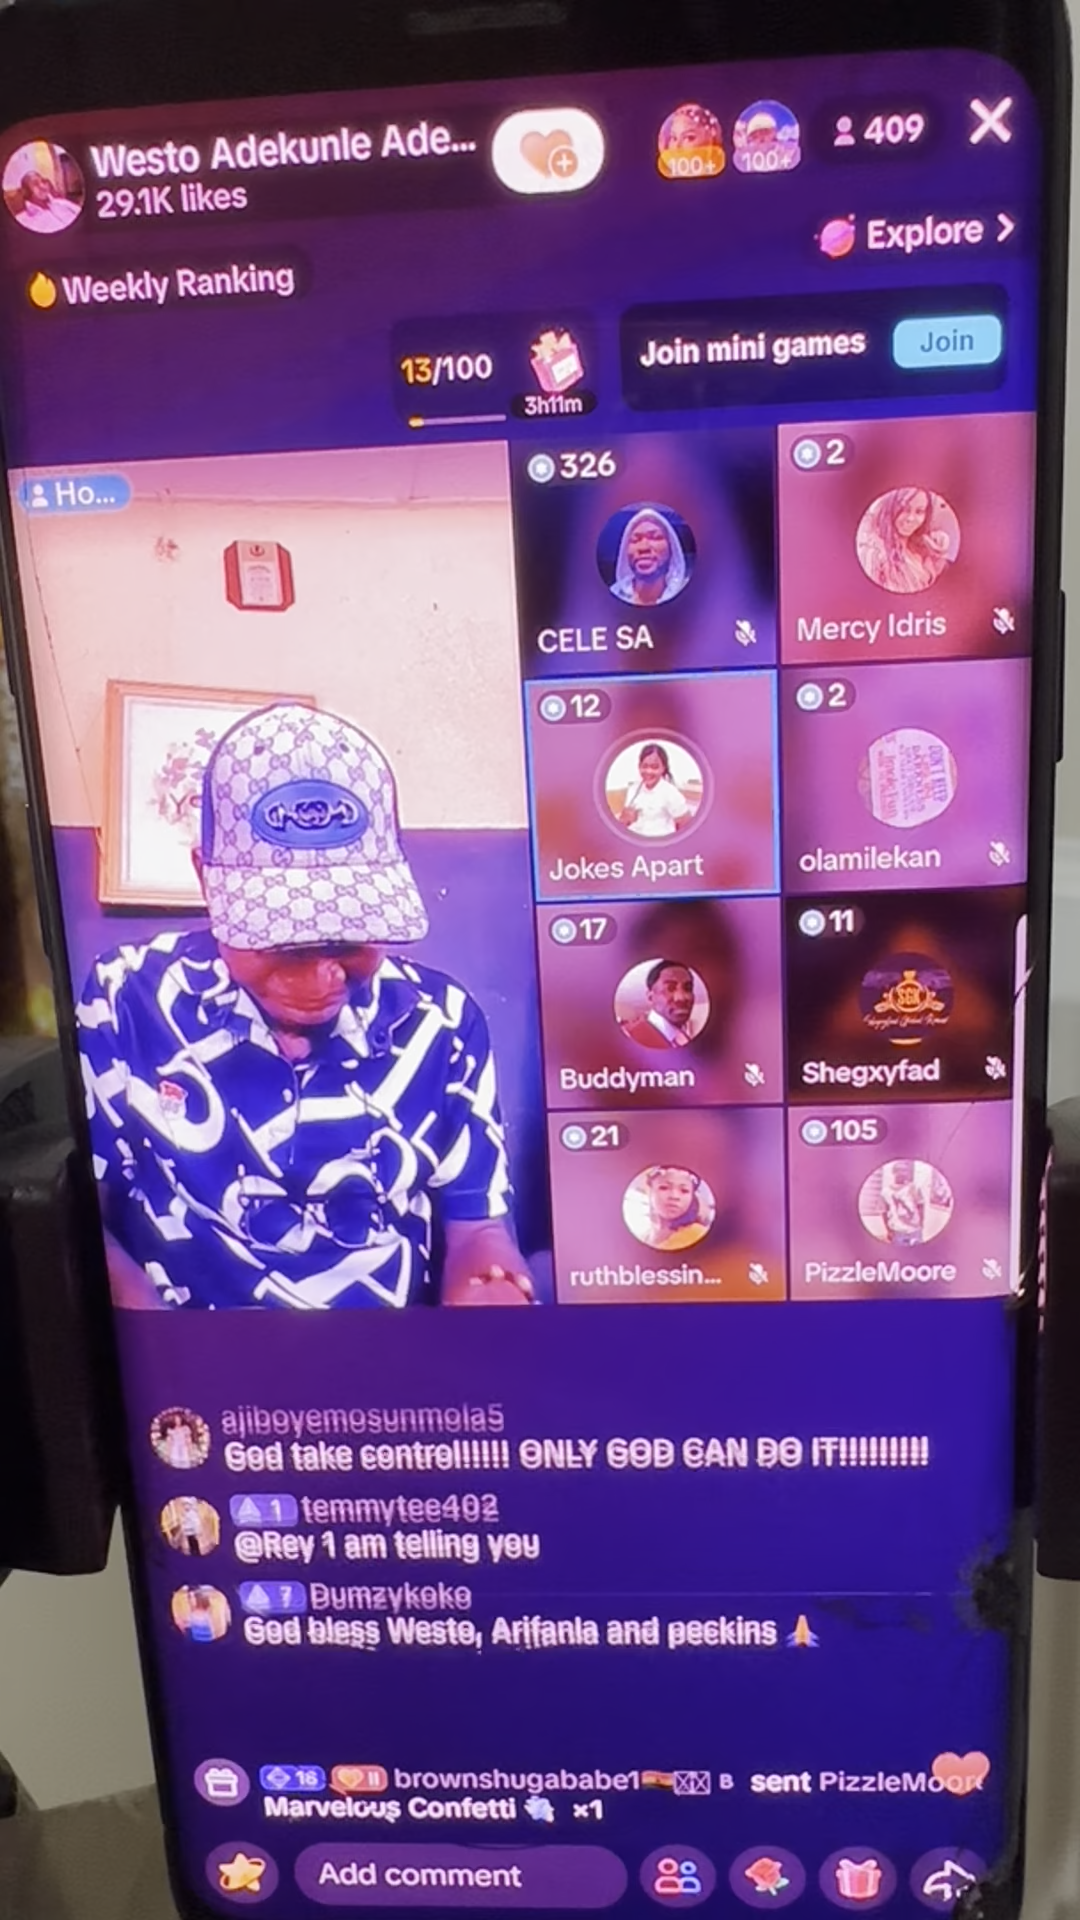 Westo Adekunle Ade...
29.1K likes
100+
100+
409
Explore >
Weekly Ranking
13/100
3h11m
Join mini games
Join
Ho...
326
CELE SA
2
Mercy Idris
12
Jokes Apart
2
olamilekan
17
Buddyman
11
SGK
Shegxyfad
21
ruthblessin...
105
PizzleMoore
ajiboyemosunmola5
God take control!!!!!! ONLY GOD CAN DO IT!!!!!!!!!
1 temmytee402
@Rey 1 am telling you
7 Dumzykoko
God bless Westo, Arifanla and peckins 🙏
16 II brownshugababe1 B sent PizzleMoore
Marvelous Confetti x1
Add comment